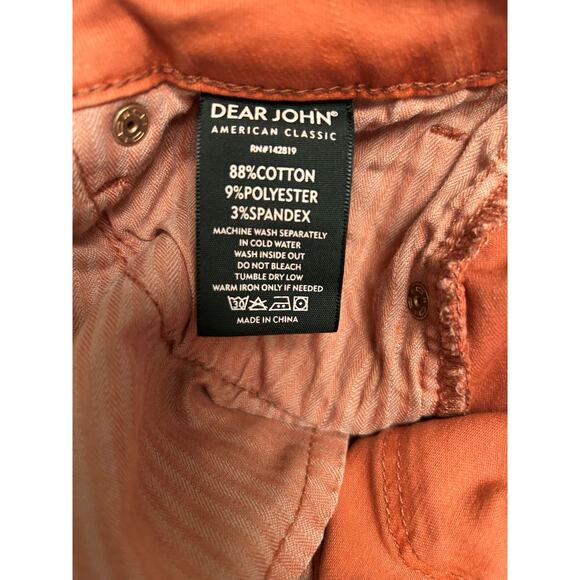 DEAR JOHN®
AMERICAN CLASSIC
RN#142819
88%COTTON
9%POLYESTER
3%SPANDEX
MACHINE WASH SEPARATELY
IN COLD WATER
WASH INSIDE OUT
DO NOT BLEACH
TUMBLE DRY LOW
WARM IRON ONLY IF NEEDED
30
MADE IN CHINA